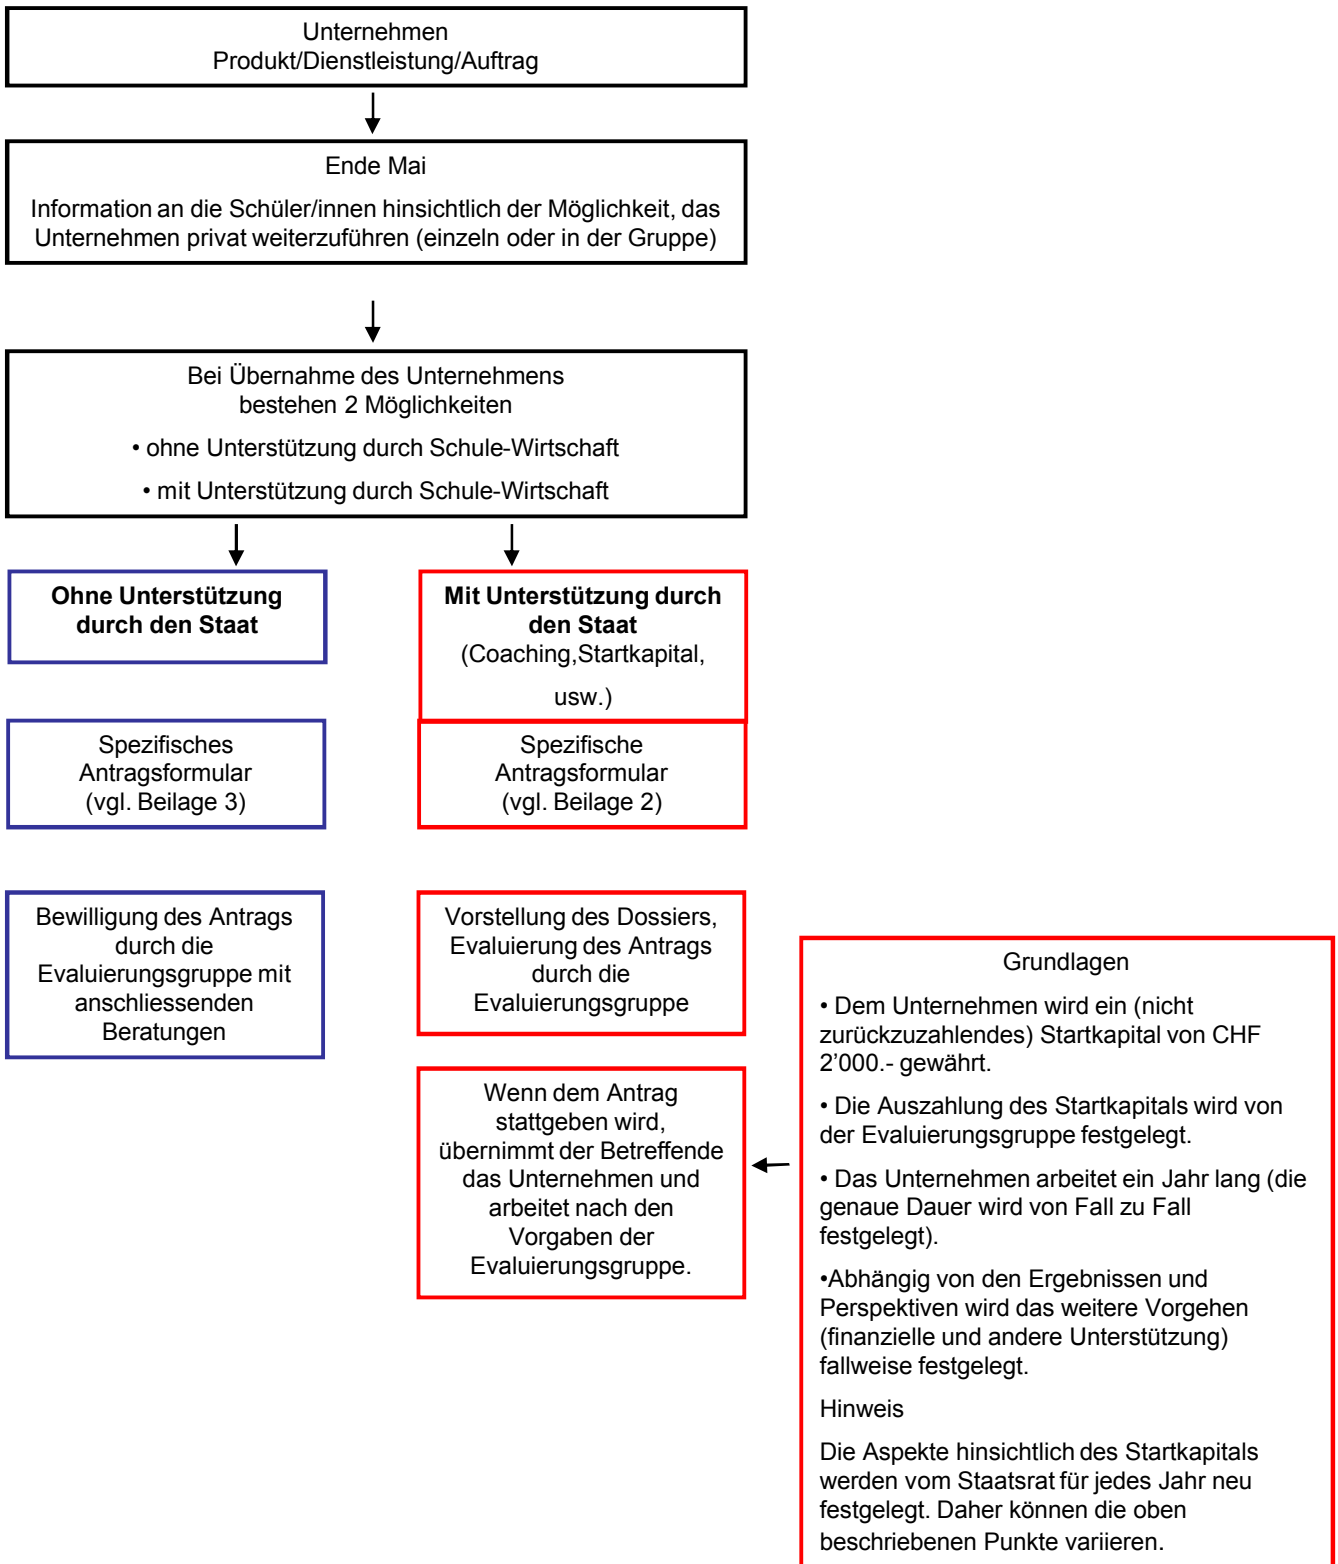 Unternehmen
Produkt/Dienstleistung/Auftrag
Ende Mai
Information an die Schüler/innen hinsichtlich der Möglichkeit, das
Unternehmen privat weiterzuführen (einzeln oder in der Gruppe)
Bei Übernahme des Unternehmens
bestehen 2 Möglichkeiten
• ohne Unterstützung durch Schule-Wirtschaft
• mit Unterstützung durch Schule-Wirtschaft
Ohne Unterstützung
durch den Staat
Spezifisches
Antragsformular
(vgl. Beilage 3)
Bewilligung des Antrags
durch die
Evaluierungsgruppe mit
anschliessenden
Beratungen
Mit Unterstützung durch
den Staat
(Coaching,Startkapital,
usw.)
Spezifische
Antragsformular
(vgl. Beilage 2)
Vorstellung des Dossiers,
Evaluierung des Antrags
durch die
Evaluierungsgruppe
Wenn dem Antrag
stattgeben wird,
übernimmt der Betreffende
das Unternehmen und
arbeitet nach den
Vorgaben der
Evaluierungsgruppe.
Grundlagen
• Dem Unternehmen wird ein (nicht
zurückzuzahlendes) Startkapital von CHF
2’000.- gewährt.
• Die Auszahlung des Startkapitals wird von
der Evaluierungsgruppe festgelegt.
• Das Unternehmen arbeitet ein Jahr lang (die
genaue Dauer wird von Fall zu Fall
festgelegt).
•Abhängig von den Ergebnissen und
Perspektiven wird das weitere Vorgehen
(finanzielle und andere Unterstützung)
fallweise festgelegt.
Hinweis
Die Aspekte hinsichtlich des Startkapitals
werden vom Staatsrat für jedes Jahr neu
festgelegt. Daher können die oben
beschriebenen Punkte variieren.